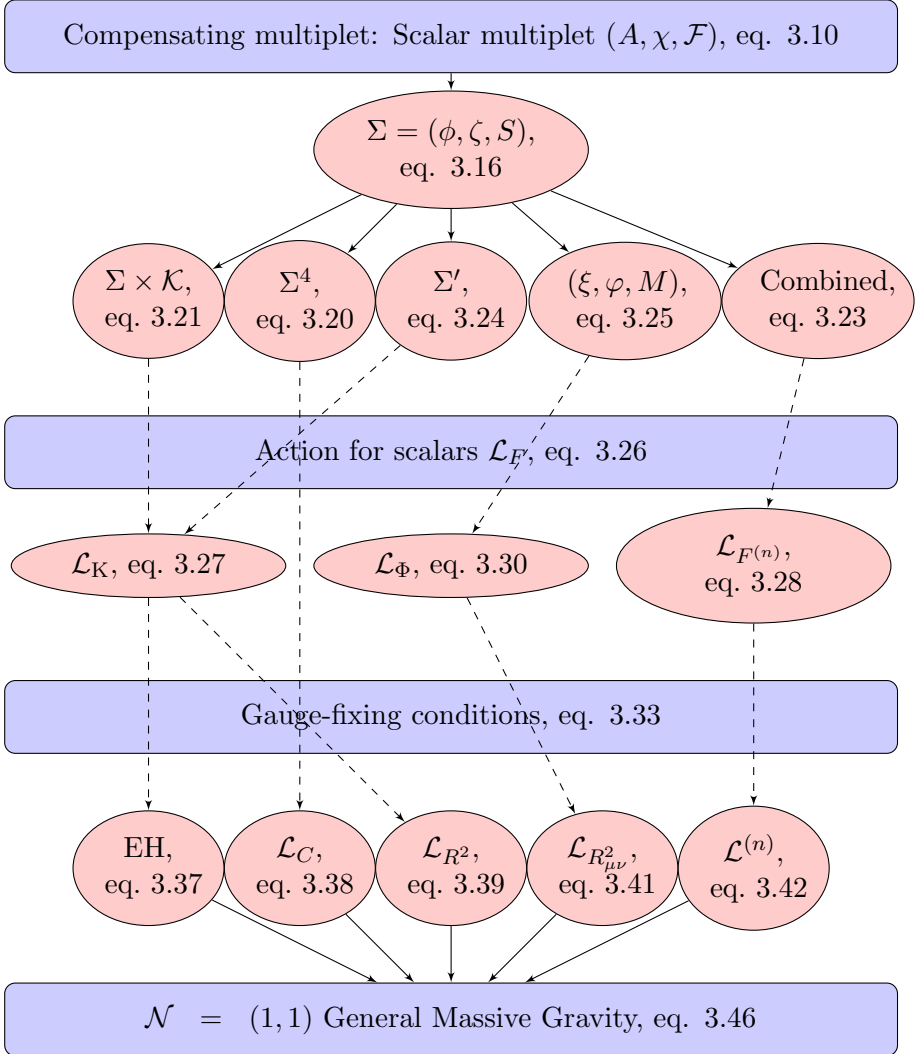 Compensating multiplet: Scalar multiplet (A, χ, ℱ), eq. 3.10
Σ = (ϕ, ζ, S),
eq. 3.16
Σ × 𝒦,
eq. 3.21
Σ⁴,
eq. 3.20
Σ′,
eq. 3.24
(ξ, φ, M),
eq. 3.25
Combined,
eq. 3.23
Action for scalars ℒ_F, eq. 3.26
ℒ_K, eq. 3.27
ℒ_Φ, eq. 3.30
ℒ_{F^{(n)}},
eq. 3.28
Gauge-fixing conditions, eq. 3.33
EH,
eq. 3.37
ℒ_C,
eq. 3.38
ℒ_{R²},
eq. 3.39
ℒ_{R²_{μν}},
eq. 3.41
ℒ^{(n)},
eq. 3.42
𝒩 = (1, 1) General Massive Gravity, eq. 3.46